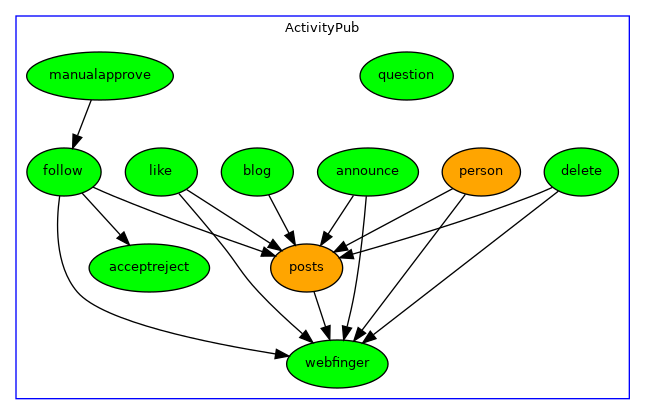 ActivityPub
manualapprove
question
follow
like
blog
announce
person
delete
acceptreject
posts
webfinger